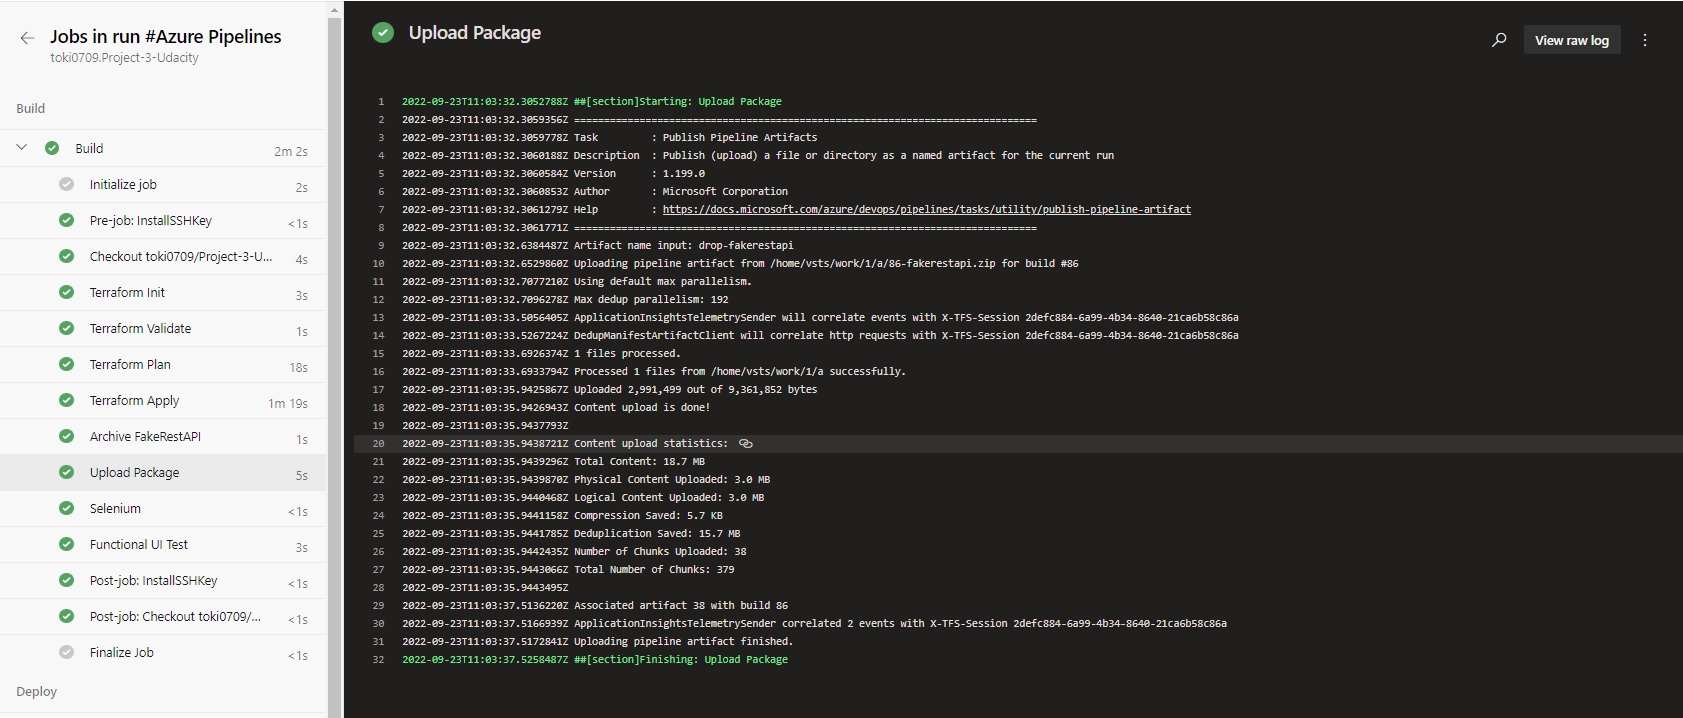 Jobs in run #Azure Pipelines
toki0709.Project-3-Udacity
Build
Build 2m 2s
Initialize job 2s
Pre-job: InstallSSHKey <1s
Checkout toki0709/Project-3-U... 4s
Terraform Init 3s
Terraform Validate 1s
Terraform Plan 18s
Terraform Apply 1m 19s
Archive FakeRestAPI 1s
Upload Package 5s
Selenium <1s
Functional UI Test 3s
Post-job: InstallSSHKey <1s
Post-job: Checkout toki0709/... <1s
Finalize Job <1s
Deploy
Upload Package
View raw log
1 2022-09-23T11:03:32.3052788Z ##[section]Starting: Upload Package
2 2022-09-23T11:03:32.3059356Z ==============================================================================
3 2022-09-23T11:03:32.3059778Z Task         : Publish Pipeline Artifacts
4 2022-09-23T11:03:32.3060188Z Description  : Publish (upload) a file or directory as a named artifact for the current run
5 2022-09-23T11:03:32.3060584Z Version      : 1.199.0
6 2022-09-23T11:03:32.3060853Z Author       : Microsoft Corporation
7 2022-09-23T11:03:32.3061279Z Help         : https://docs.microsoft.com/azure/devops/pipelines/tasks/utility/publish-pipeline-artifact
8 2022-09-23T11:03:32.3061771Z ==============================================================================
9 2022-09-23T11:03:32.6384487Z Artifact name input: drop-fakerestapi
10 2022-09-23T11:03:32.6529860Z Uploading pipeline artifact from /home/vsts/work/1/a/86-fakerestapi.zip for build #86
11 2022-09-23T11:03:32.7077210Z Using default max parallelism.
12 2022-09-23T11:03:32.7096278Z Max dedup parallelism: 192
13 2022-09-23T11:03:33.5056405Z ApplicationInsightsTelemetrySender will correlate events with X-TFS-Session 2defc884-6a99-4b34-8640-21ca6b58c86a
14 2022-09-23T11:03:33.5267224Z DedupManifestArtifactClient will correlate http requests with X-TFS-Session 2defc884-6a99-4b34-8640-21ca6b58c86a
15 2022-09-23T11:03:33.6926374Z 1 files processed.
16 2022-09-23T11:03:33.6933794Z Processed 1 files from /home/vsts/work/1/a successfully.
17 2022-09-23T11:03:35.9425867Z Uploaded 2,991,499 out of 9,361,852 bytes
18 2022-09-23T11:03:35.9426943Z Content upload is done!
19 2022-09-23T11:03:35.9437793Z
20 2022-09-23T11:03:35.9438721Z Content upload statistics:
21 2022-09-23T11:03:35.9439296Z Total Content: 18.7 MB
22 2022-09-23T11:03:35.9439870Z Physical Content Uploaded: 3.0 MB
23 2022-09-23T11:03:35.9440468Z Logical Content Uploaded: 3.0 MB
24 2022-09-23T11:03:35.9441158Z Compression Saved: 5.7 KB
25 2022-09-23T11:03:35.9441785Z Deduplication Saved: 15.7 MB
26 2022-09-23T11:03:35.9442435Z Number of Chunks Uploaded: 38
27 2022-09-23T11:03:35.9443066Z Total Number of Chunks: 379
28 2022-09-23T11:03:35.9443495Z
29 2022-09-23T11:03:37.5136220Z Associated artifact 38 with build 86
30 2022-09-23T11:03:37.5166939Z ApplicationInsightsTelemetrySender correlated 2 events with X-TFS-Session 2defc884-6a99-4b34-8640-21ca6b58c86a
31 2022-09-23T11:03:37.5172841Z Uploading pipeline artifact finished.
32 2022-09-23T11:03:37.5258487Z ##[section]Finishing: Upload Package